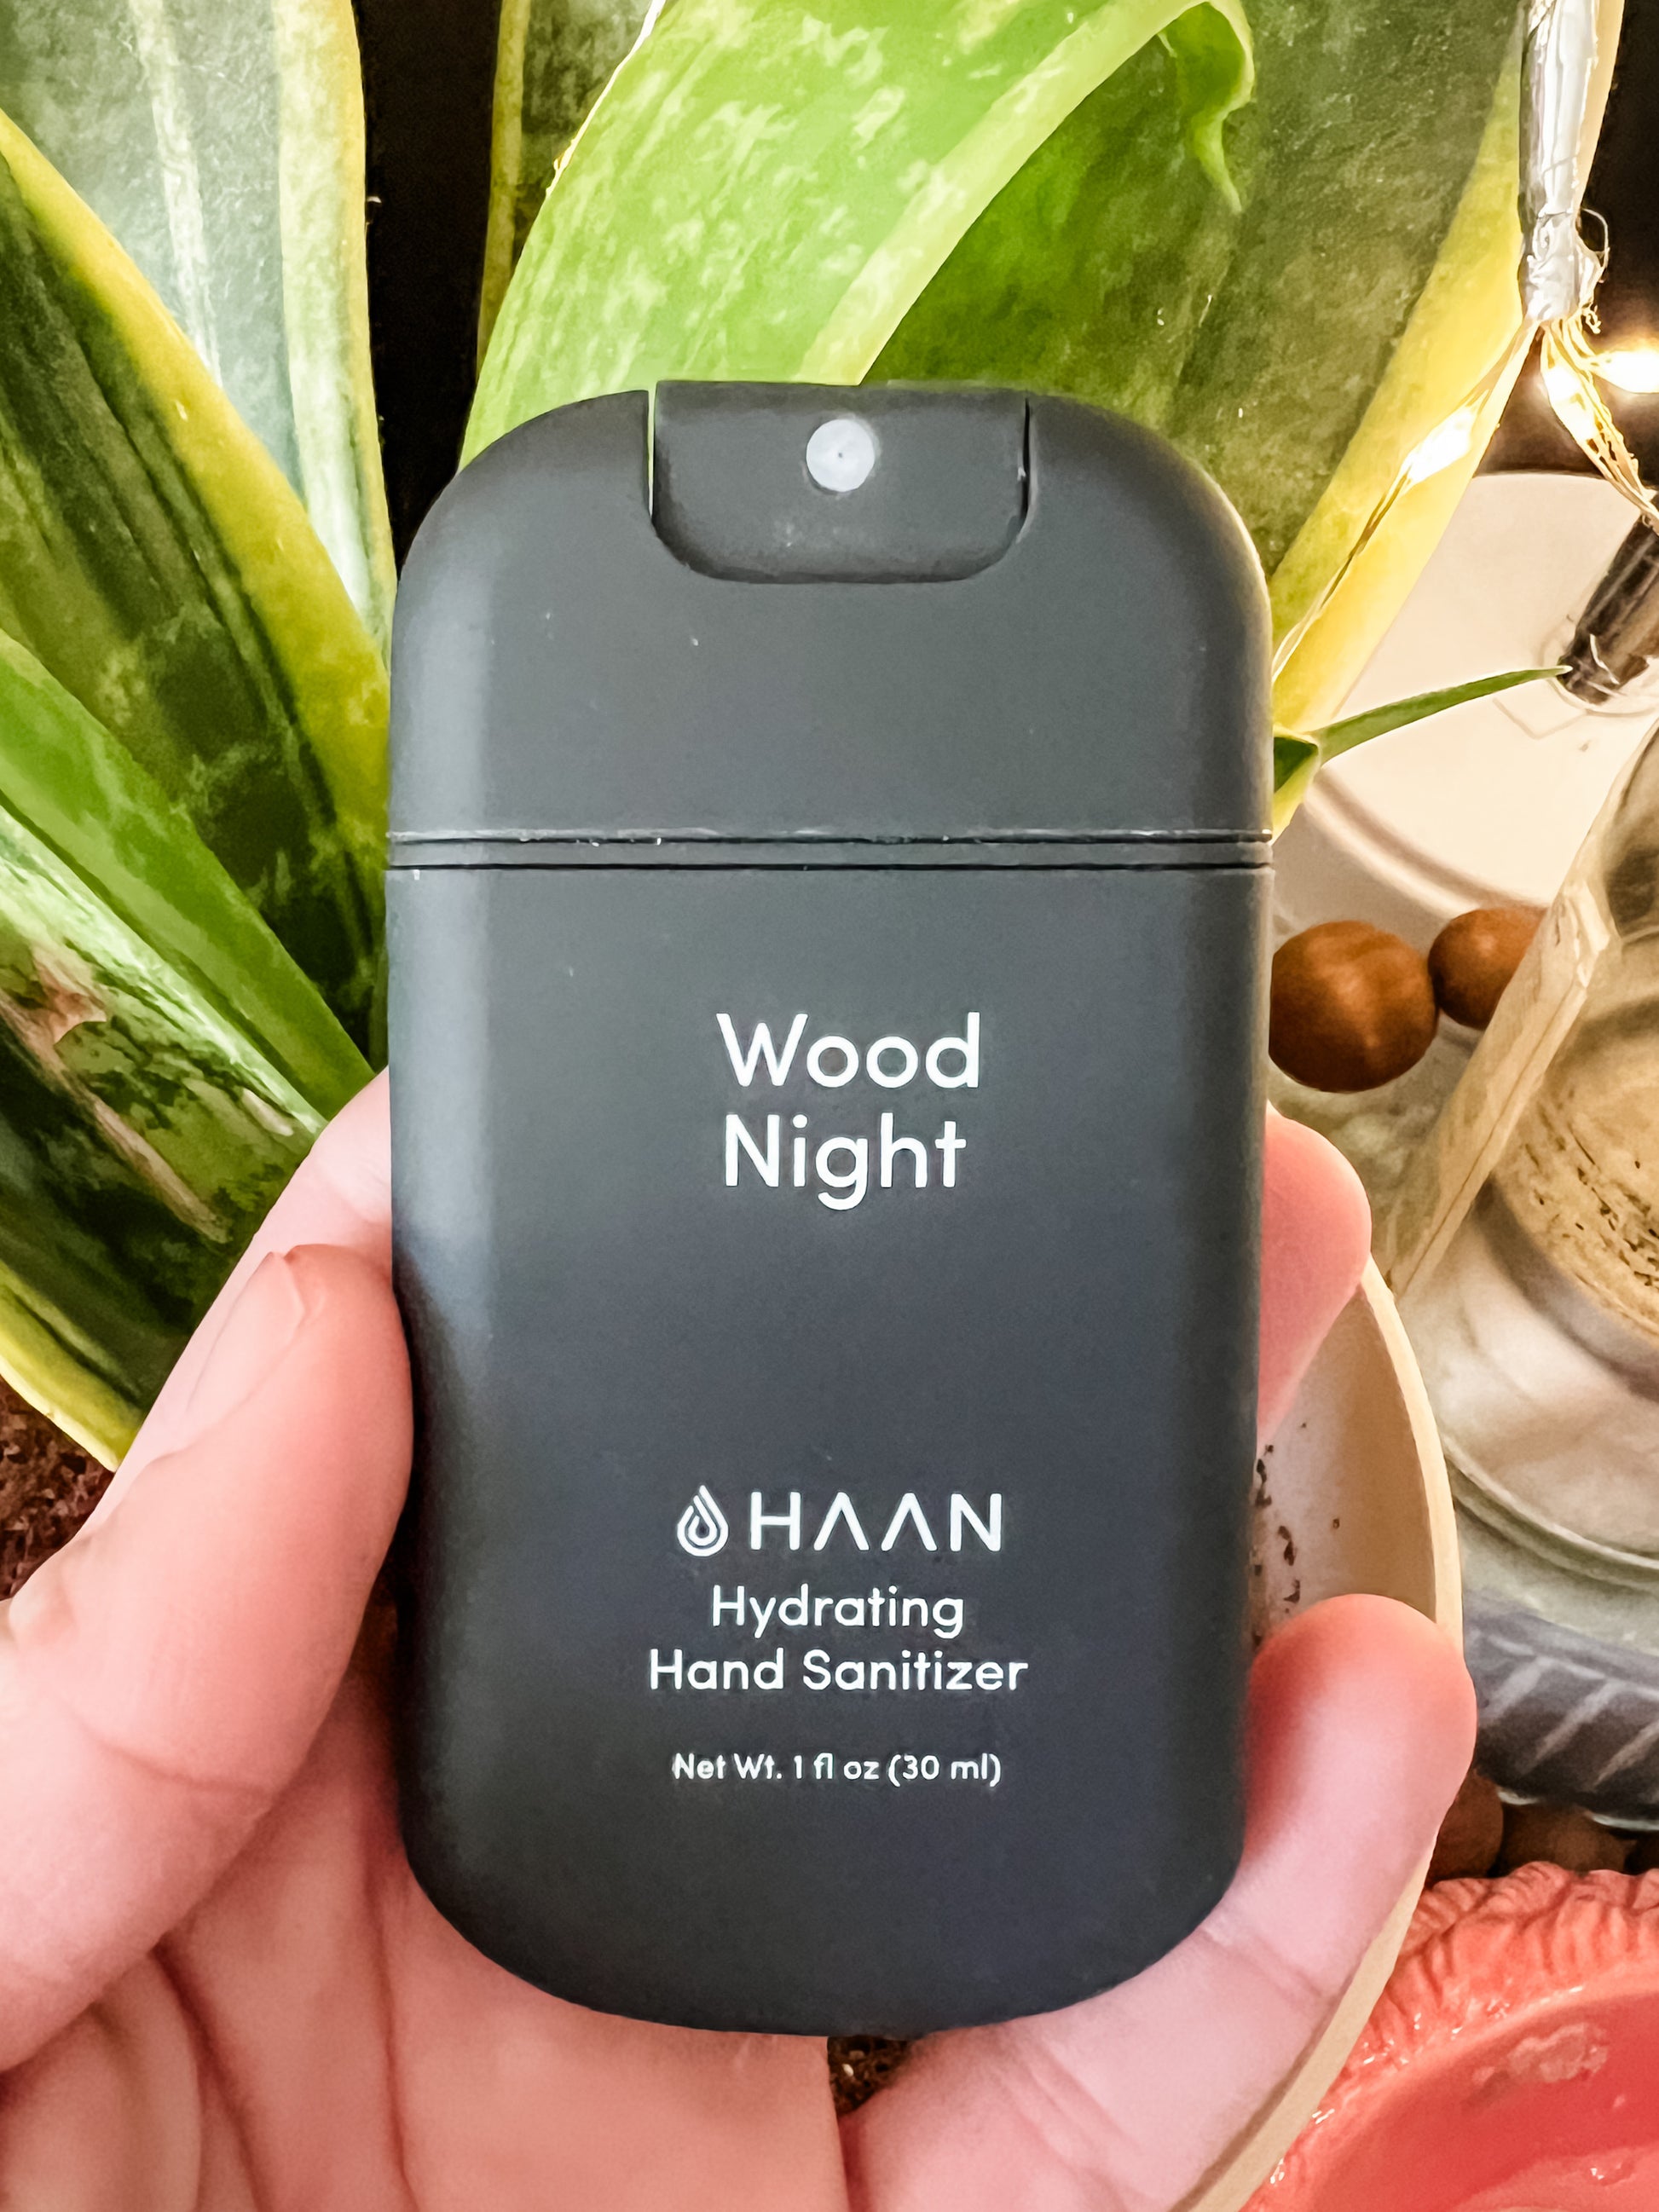 Wood
Night
HAAN
Hydrating
Hand Sanitizer
Net Wt. 1 fl oz (30 ml)